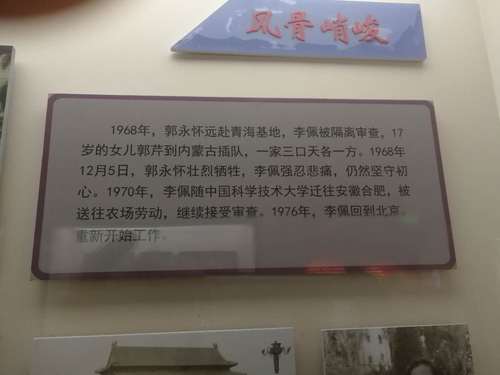 风骨峭峻
1968年，郭永怀远赴青海基地，李佩被隔离审查。17
岁的女儿郭芹到内蒙古插队，一家三口天各一方。1968年
12月5日，郭永怀壮烈牺牲，李佩强忍悲痛，仍然坚守初
心。1970年，李佩随中国科学技术大学迁往安徽合肥，被
送往农场劳动，继续接受审查。1976年，李佩回到北京，
重新开始工作。